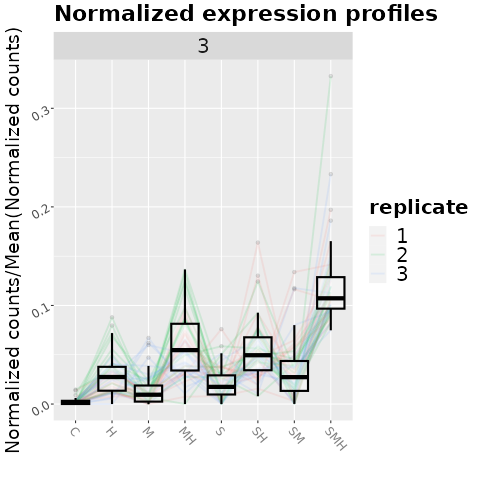 Normalized expression profiles
3
Normalized counts/Mean(Normalized counts)
0.3
0.2
0.1
0.0
C H M MH S SH SM SMH
replicate
1
2
3